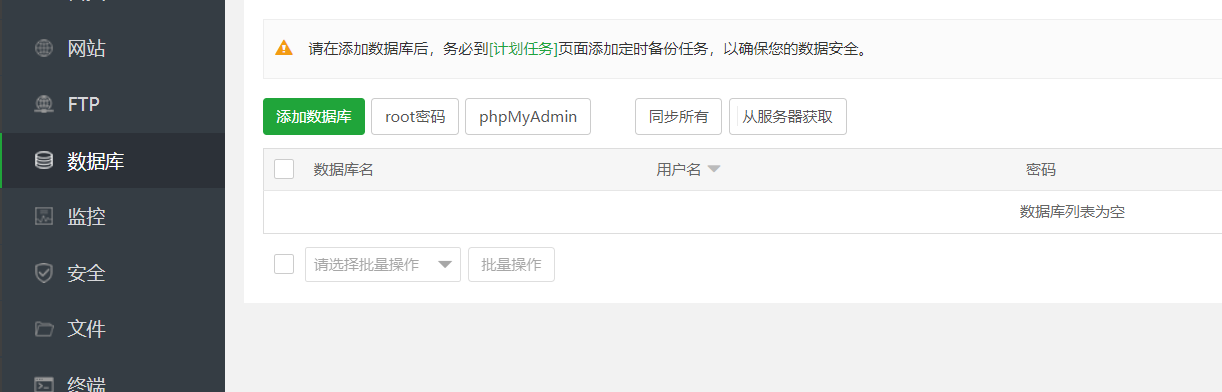 请在添加数据库后，务必到[计划任务]页面添加定时备份任务，以确保您的数据安全。
网站
FTP
数据库
监控
安全
文件
终端
添加数据库 root密码 phpMyAdmin 同步所有 从服务器获取
数据库名 用户名 密码
数据库列表为空
请选择批量操作 批量操作